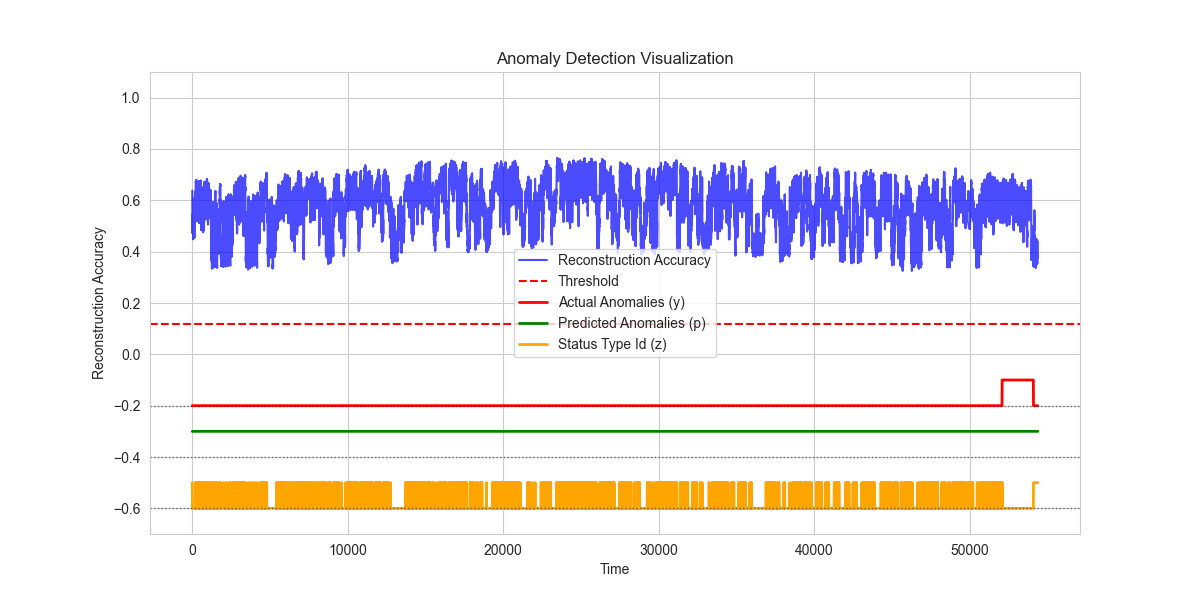 Anomaly Detection Visualization
Reconstruction Accuracy
1.0
0.8
0.6
0.4
0.2
0.0
−0.2
−0.4
−0.6
Reconstruction Accuracy
Threshold
Actual Anomalies (y)
Predicted Anomalies (p)
Status Type Id (z)
0 10000 20000 30000 40000 50000
Time